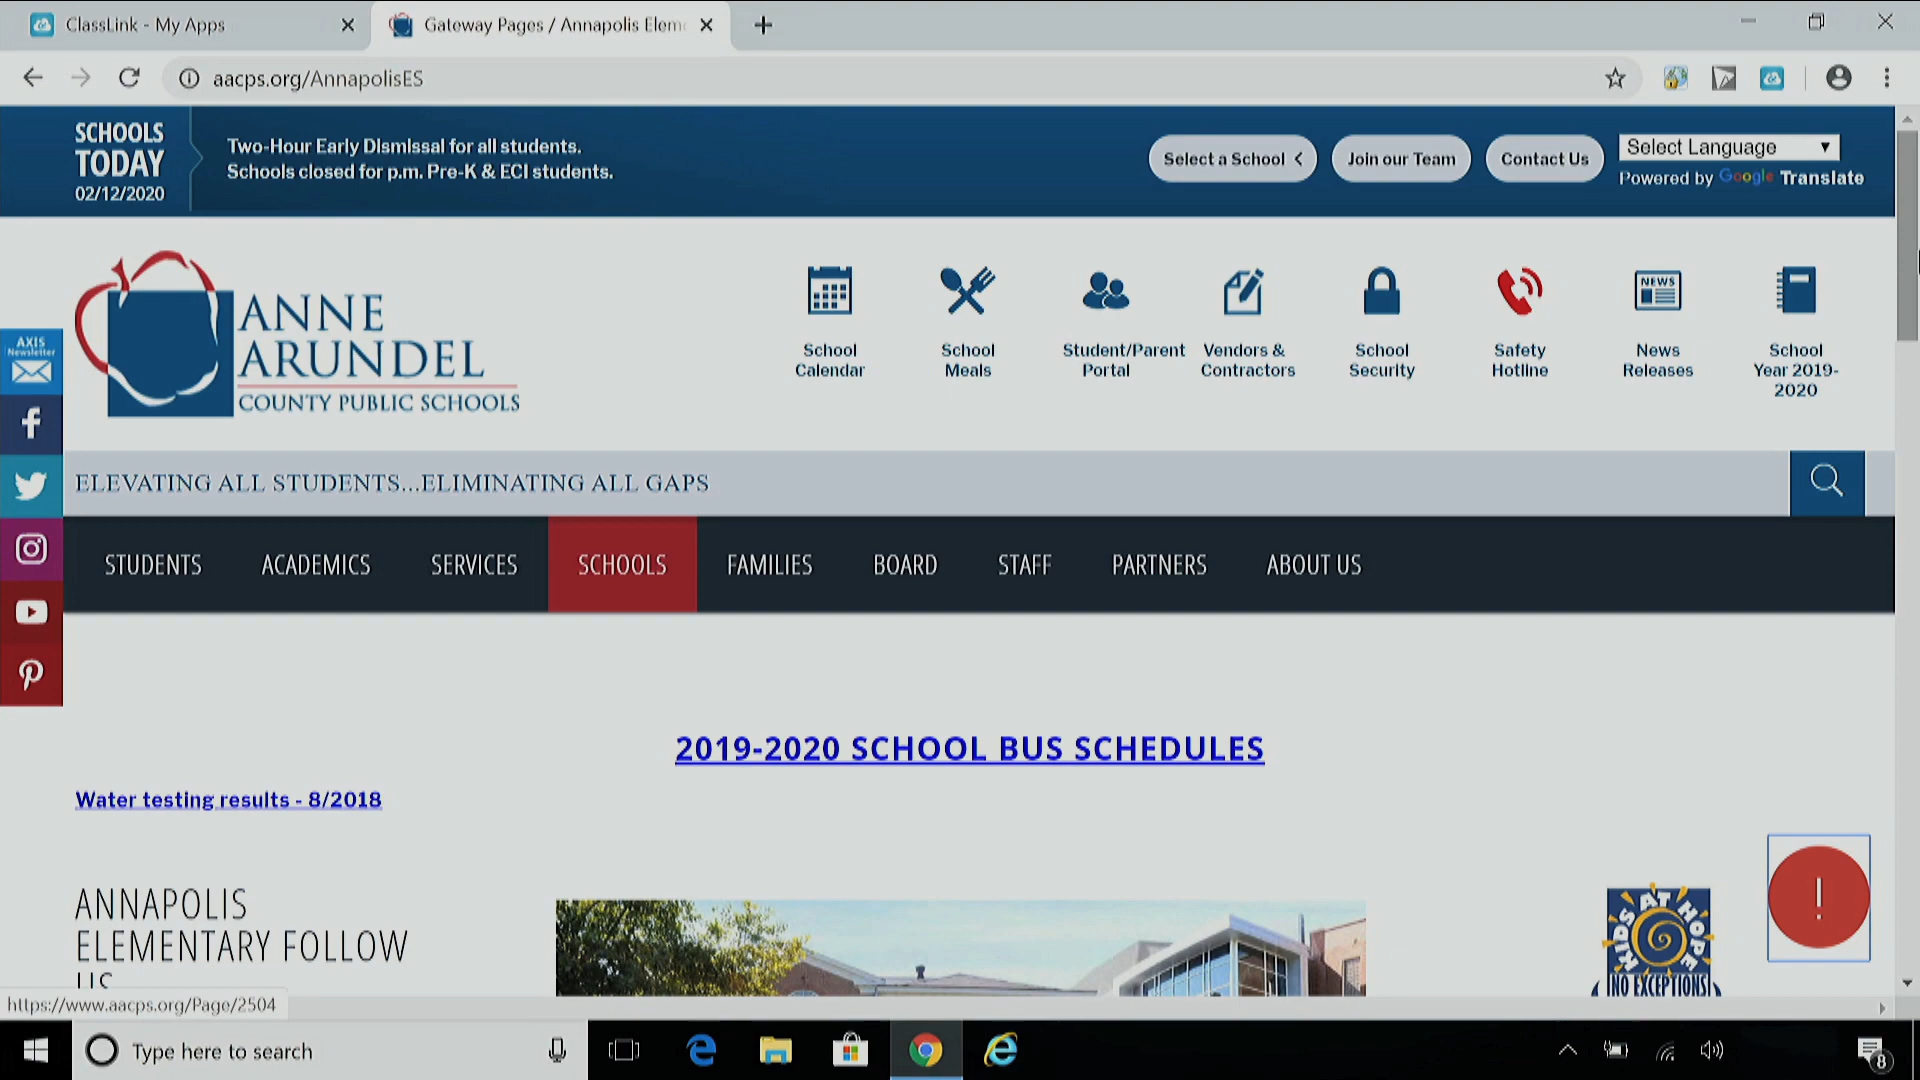 ClassLink - My Apps
Gateway Pages / Annapolis Elem
aacps.org/AnnapolisES
SCHOOLS
TODAY
02/12/2020
Two-Hour Early Dismissal for all students.
Schools closed for p.m. Pre-K & ECI students.
Select a School
Join our Team
Contact Us
Select Language
Powered by Google Translate
ANNE
ARUNDEL
COUNTY PUBLIC SCHOOLS
School
Calendar
School
Meals
Student/Parent
Portal
Vendors &
Contractors
School
Security
Safety
Hotline
NEWS
News
Releases
School
Year 2019-
2020
AXIS
Newsletter
ELEVATING ALL STUDENTS...ELIMINATING ALL GAPS
STUDENTS ACADEMICS SERVICES SCHOOLS FAMILIES BOARD STAFF PARTNERS ABOUT US
2019-2020 SCHOOL BUS SCHEDULES
Water testing results - 8/2018
ANNAPOLIS
ELEMENTARY FOLLOW
US
KIDS AT HOPE
NO EXCEPTIONS!
!
https://www.aacps.org/Page/2504
Type here to search
8